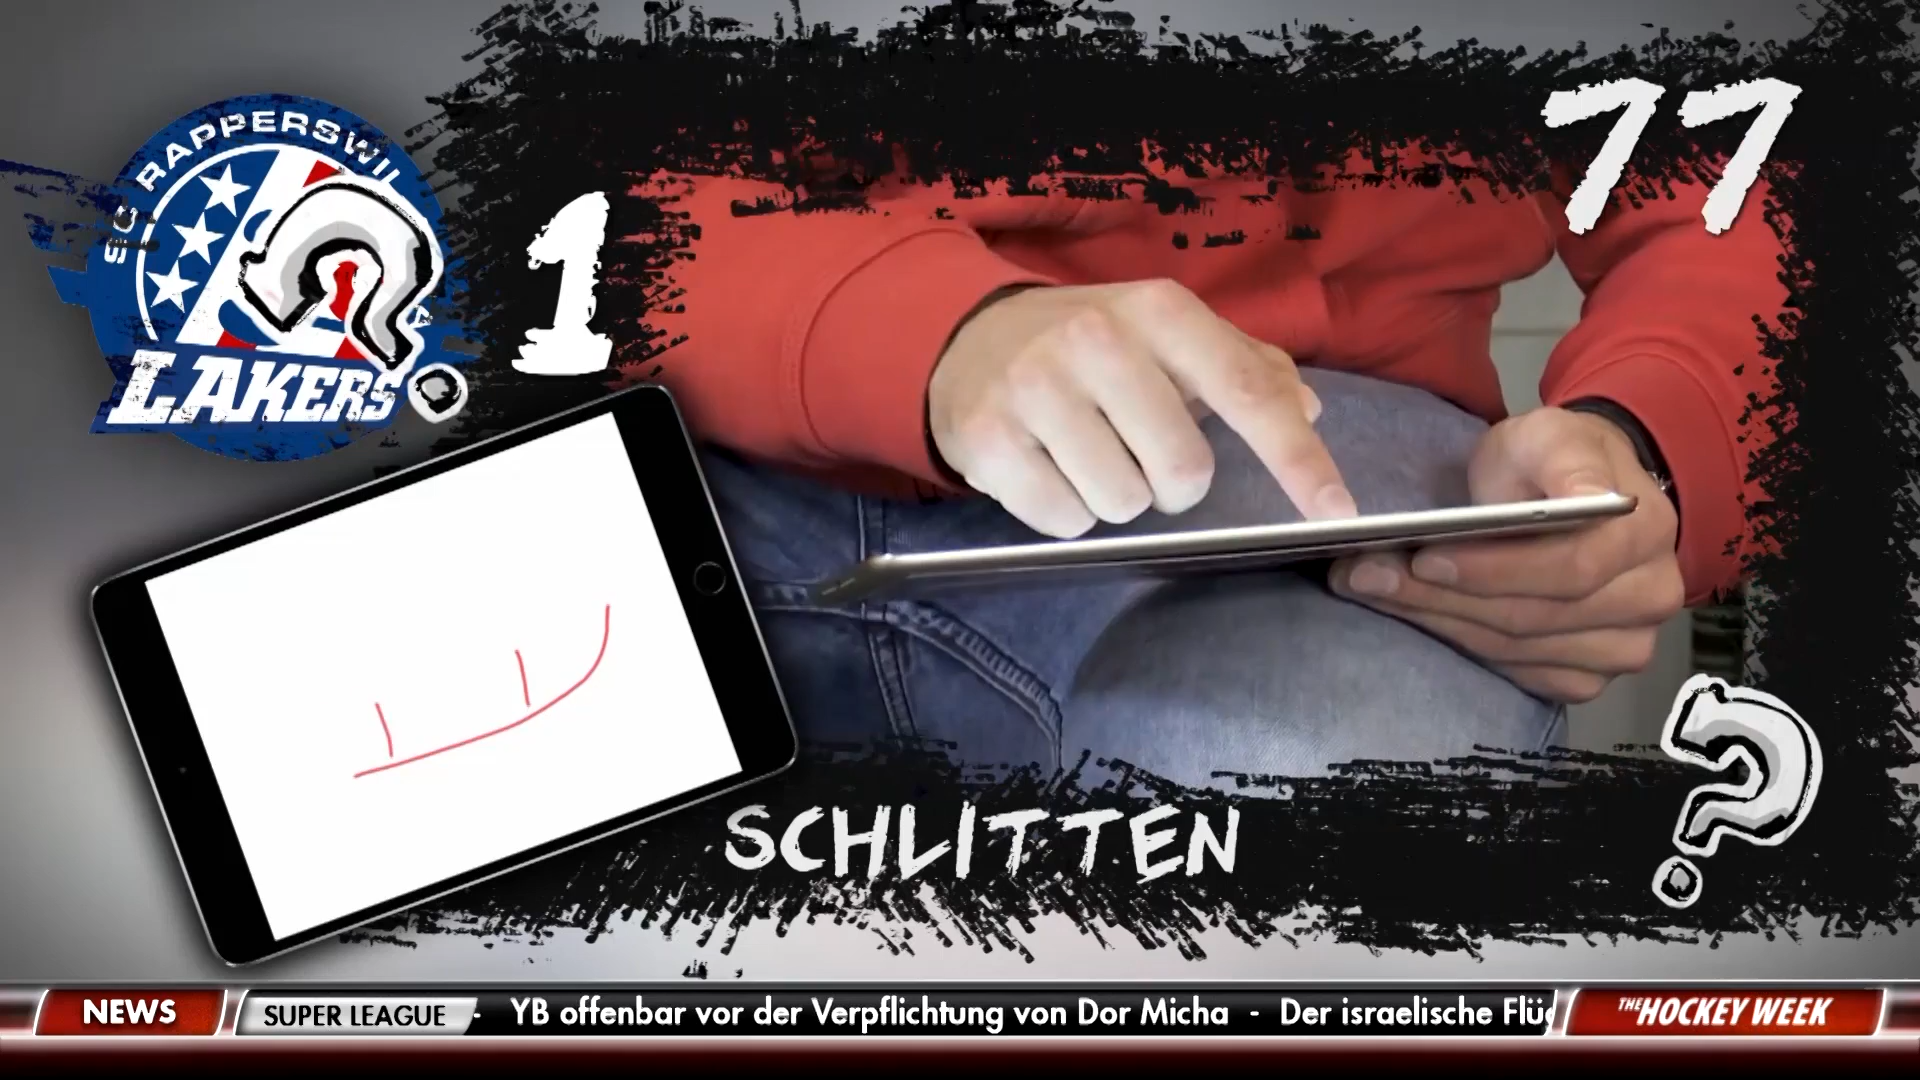 SC RAPPERSWIL
LAKERS
1
77
SCHLITTEN
?
NEWS
SUPER LEAGUE
- YB offenbar vor der Verpflichtung von Dor Micha - Der israelische Flüg
THE HOCKEY WEEK